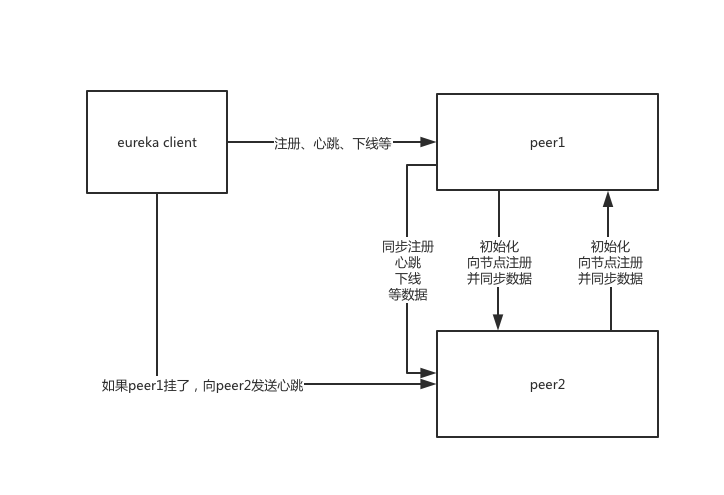 eureka client
注册、心跳、下线等
peer1
同步注册
心跳
下线
等数据
初始化
向节点注册
并同步数据
初始化
向节点注册
并同步数据
如果peer1挂了，向peer2发送心跳
peer2